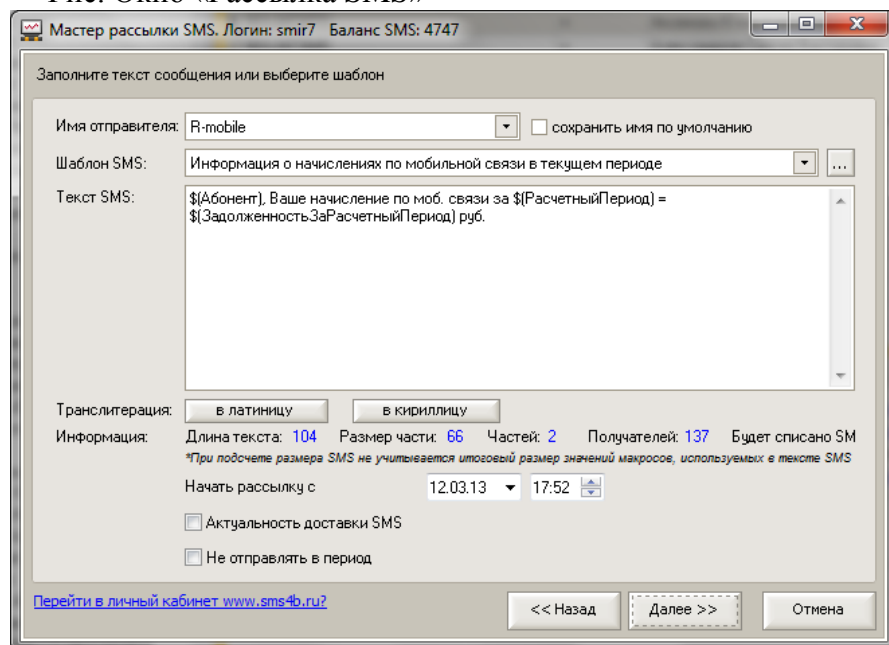 Рис. Окно «Рассылка SMS»
Мастер рассылки SMS. Логин: smir7 Баланс SMS: 4747
Заполните текст сообщения или выберите шаблон
Имя отправителя: R-mobile сохранить имя по умолчанию
Шаблон SMS: Информация о начислениях по мобильной связи в текущем периоде ...
Текст SMS: $(Абонент), Ваше начисление по моб. связи за $(РасчетныйПериод) =
$(ЗадолженностьЗаРасчетныйПериод) руб.
Транслитерация: в латиницу в кириллицу
Информация: Длина текста: 104 Размер части: 66 Частей: 2 Получателей: 137 Будет списано SM
*При подсчете размера SMS не учитывается итоговый размер значений макросов, используемых в тексте SMS
Начать рассылку с 12.03.13 17:52
Актуальность доставки SMS
Не отправлять в период
Перейти в личный кабинет www.sms4b.ru? << Назад Далее >> Отмена